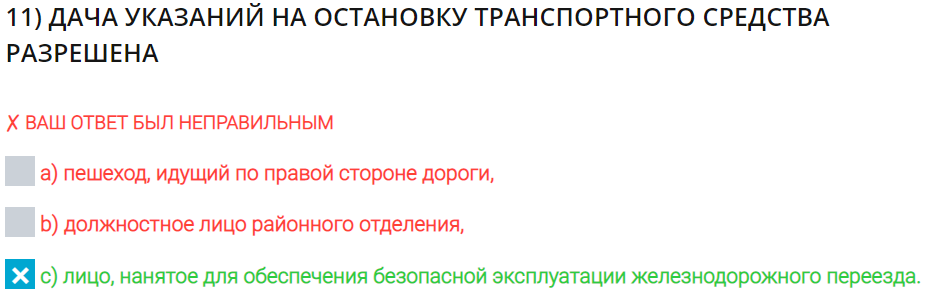 11) ДАЧА УКАЗАНИЙ НА ОСТАНОВКУ ТРАНСПОРТНОГО СРЕДСТВА
РАЗРЕШЕНА
✗ ВАШ ОТВЕТ БЫЛ НЕПРАВИЛЬНЫМ
a) пешеход, идущий по правой стороне дороги,
b) должностное лицо районного отделения,
c) лицо, нанятое для обеспечения безопасной эксплуатации железнодорожного переезда.